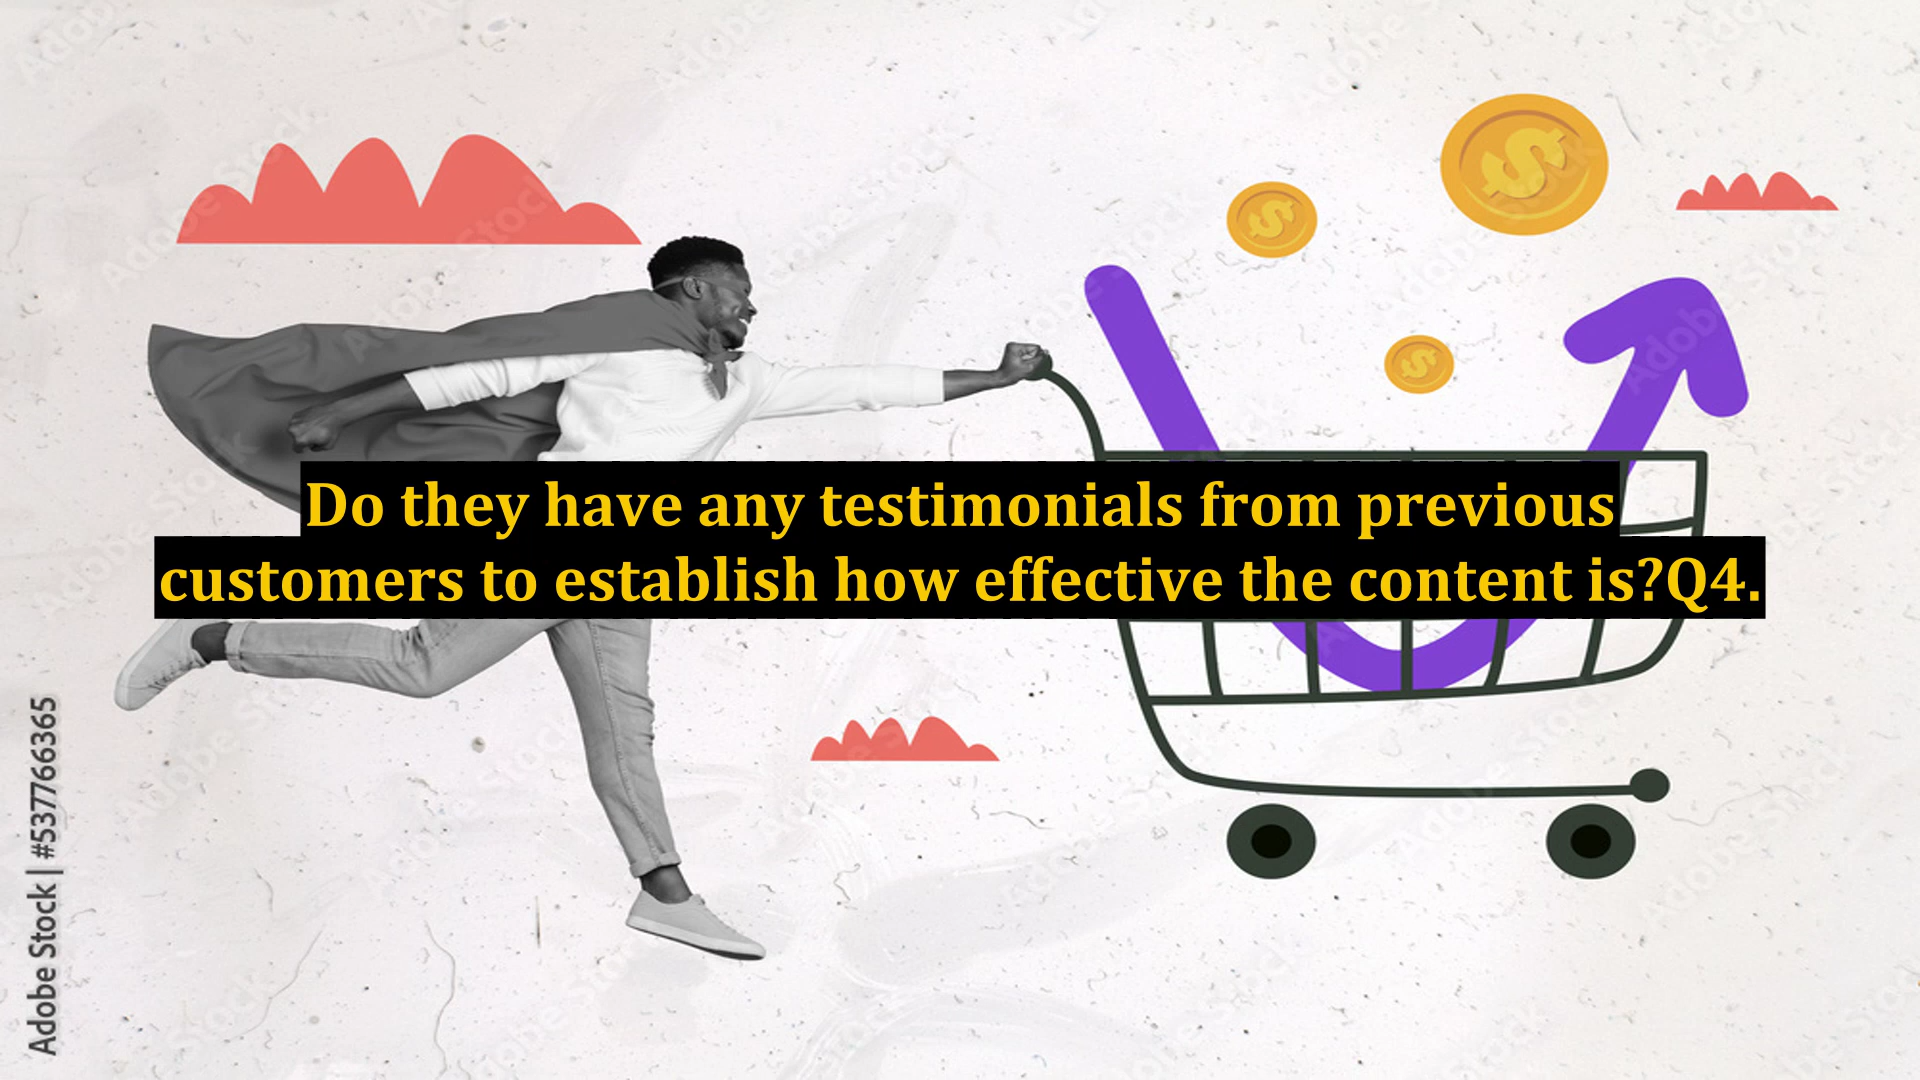 Do they have any testimonials from previous
customers to establish how effective the content is?Q4.
Adobe Stock | #537766365